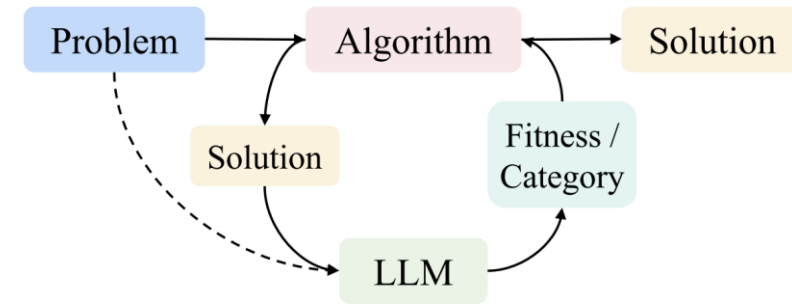 Problem
Algorithm
Solution
Solution
Fitness /
Category
LLM